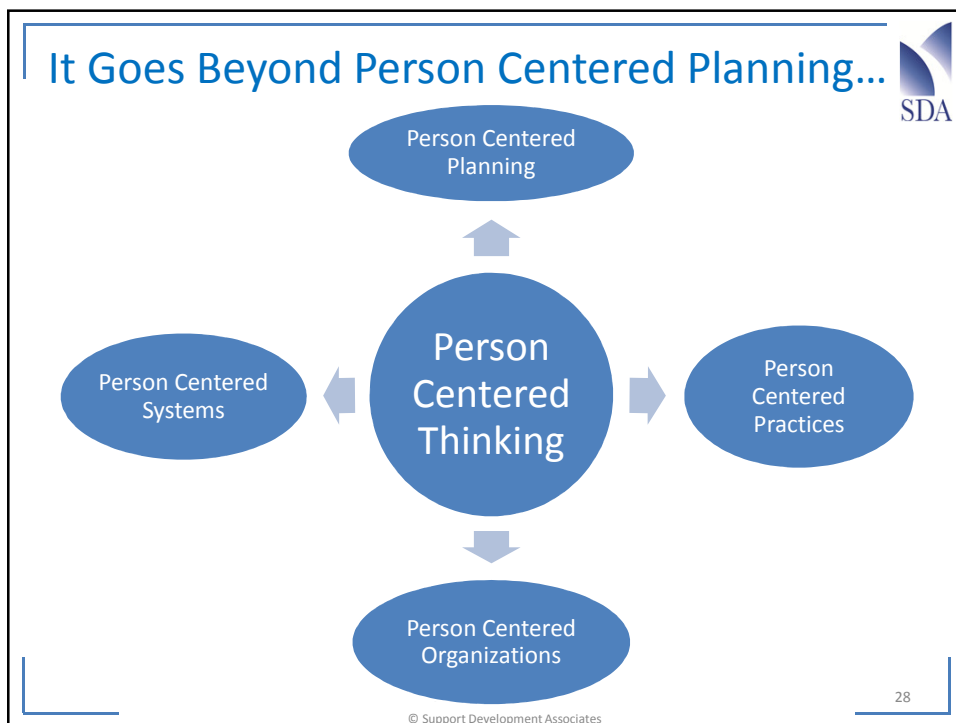 It Goes Beyond Person Centered Planning...
SDA
Person Centered
Planning
Person
Centered
Thinking
Person Centered
Systems
Person
Centered
Practices
Person Centered
Organizations
28
© Support Development Associates